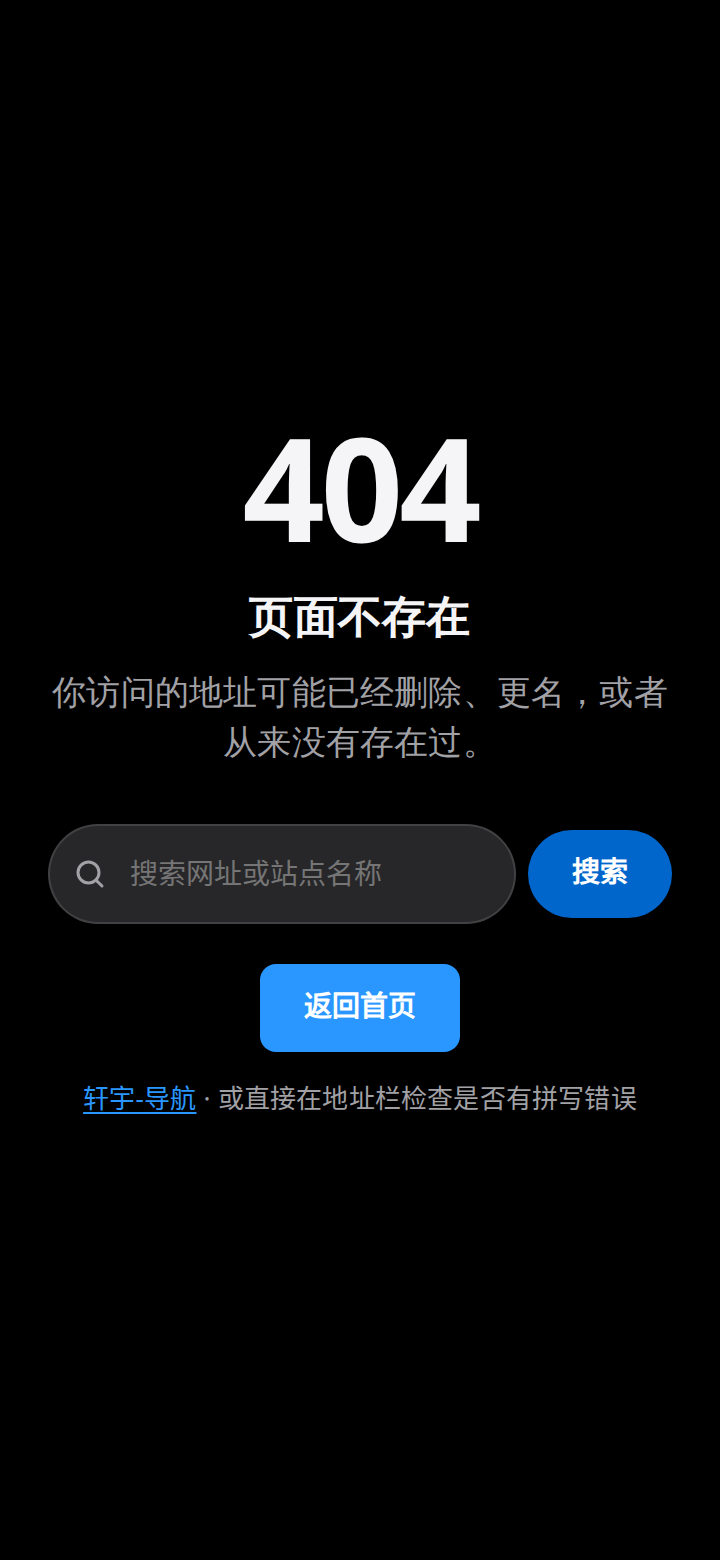 404
页面不存在
你访问的地址可能已经删除、更名，或者
从来没有存在过。
搜索网址或站点名称
搜索
返回首页
轩宇-导航 · 或直接在地址栏检查是否有拼写错误